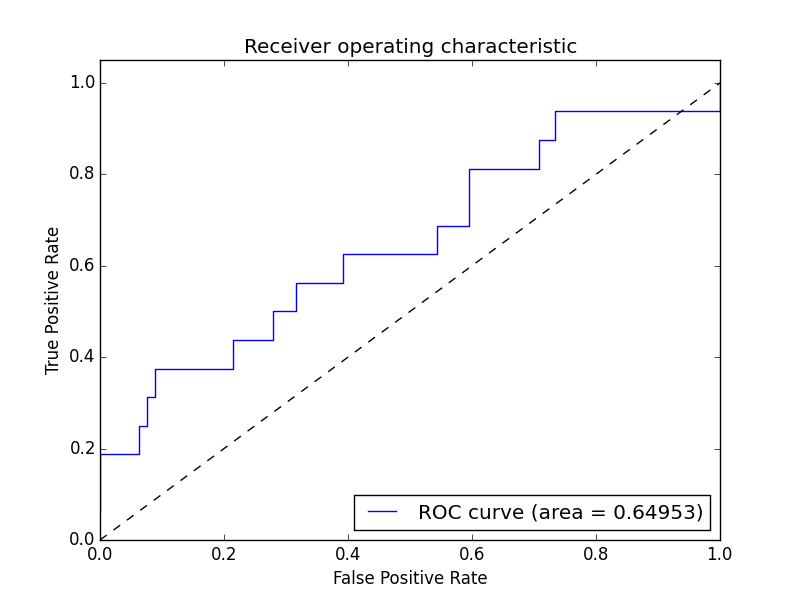 Receiver operating characteristic
1.0
0.8
0.6
0.4
0.2
0.0
True Positive Rate
ROC curve (area = 0.64953)
0.0 0.2 0.4 0.6 0.8 1.0
False Positive Rate